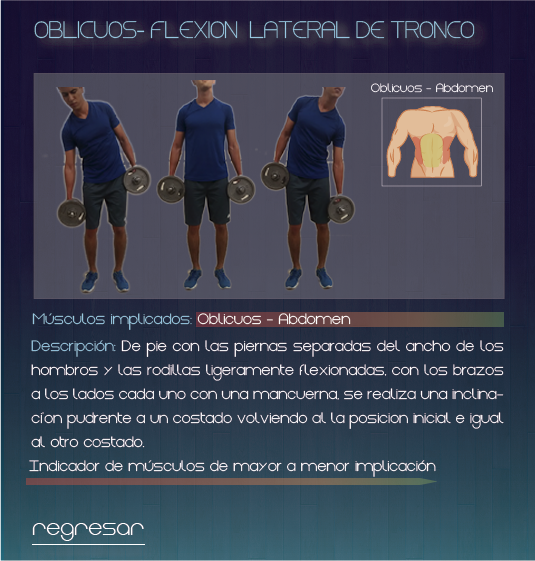 OBLICUOS- FLEXION LATERAL DE TRONCO
Oblicuos - Abdomen
Músculos implicados: Oblicuos - Abdomen
Descripción: De pie con las piernas separadas del ancho de los
hombros y las rodillas ligeramente flexionadas, con los brazos
a los lados cada uno con una mancuerna, se realiza una inclina-
cíon pudrente a un costado volviendo al la posicion inicial e igual
al otro costado.
Indicador de músculos de mayor a menor implicación
regresar